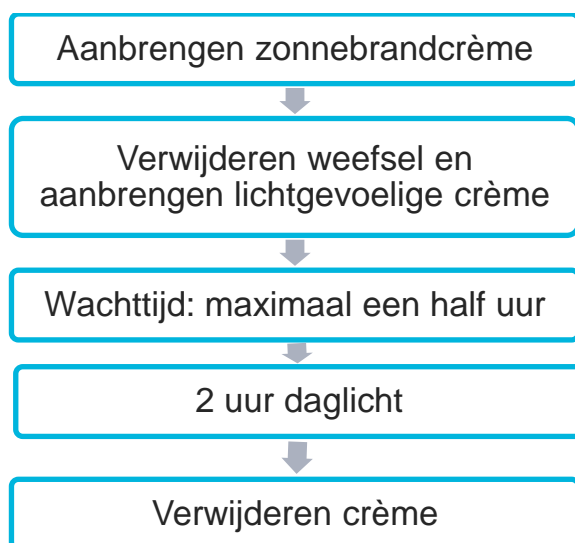 Aanbrengen zonnebrandcrème
Verwijderen weefsel en
aanbrengen lichtgevoelige crème
Wachttijd: maximaal een half uur
2 uur daglicht
Verwijderen crème